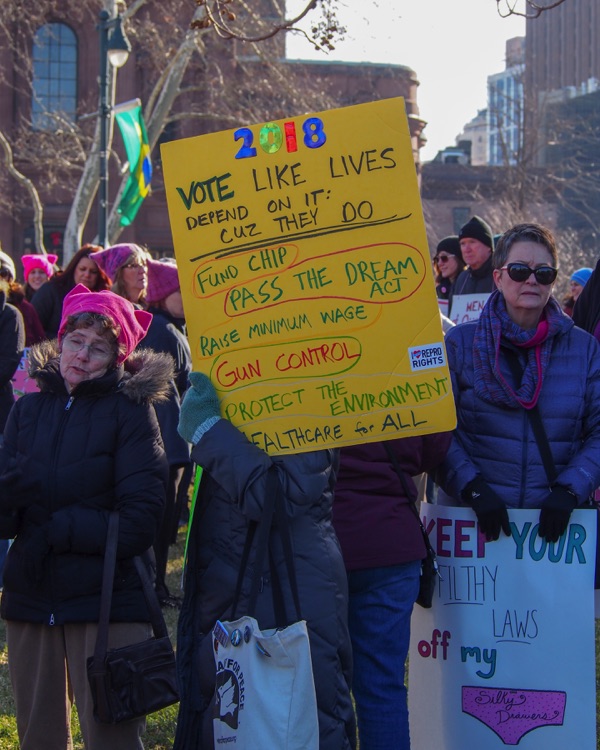 2018
VOTE LIKE LIVES
DEPEND ON IT:
CUZ THEY DO
FUND CHIP
PASS THE DREAM
ACT
RAISE MINIMUM WAGE
GUN CONTROL
I ♥ REPRO
RIGHTS
PROTECT THE
ENVIRONMENT
HEALTHCARE for ALL
KEEP YOUR
FILTHY
LAWS
off my
Silky
Drawers
FOR PEACE